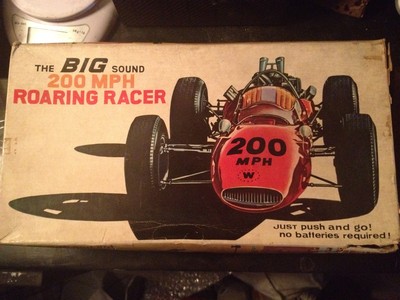 THE BIG SOUND
200 MPH
ROARING RACER
200
MPH
W
JUST push and go!
no batteries required!